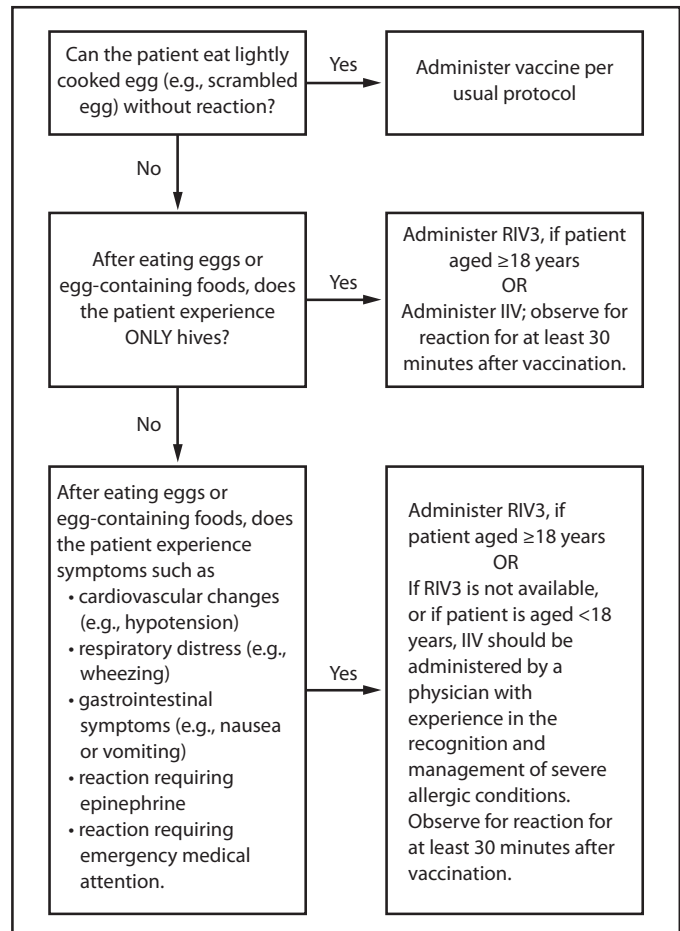 Can the patient eat lightly
cooked egg (e.g., scrambled
egg) without reaction?
Yes
Administer vaccine per
usual protocol
No
After eating eggs or
egg-containing foods, does
the patient experience
ONLY hives?
Yes
Administer RIV3, if patient
aged ≥18 years
OR
Administer IIV; observe for
reaction for at least 30
minutes after vaccination.
No
After eating eggs or
egg-containing foods, does
the patient experience
symptoms such as
• cardiovascular changes
(e.g., hypotension)
• respiratory distress (e.g.,
wheezing)
• gastrointestinal
symptoms (e.g., nausea
or vomiting)
• reaction requiring
epinephrine
• reaction requiring
emergency medical
attention.
Yes
Administer RIV3, if
patient aged ≥18 years
OR
If RIV3 is not available,
or if patient is aged <18
years, IIV should be
administered by a
physician with
experience in the
recognition and
management of severe
allergic conditions.
Observe for reaction for
at least 30 minutes after
vaccination.